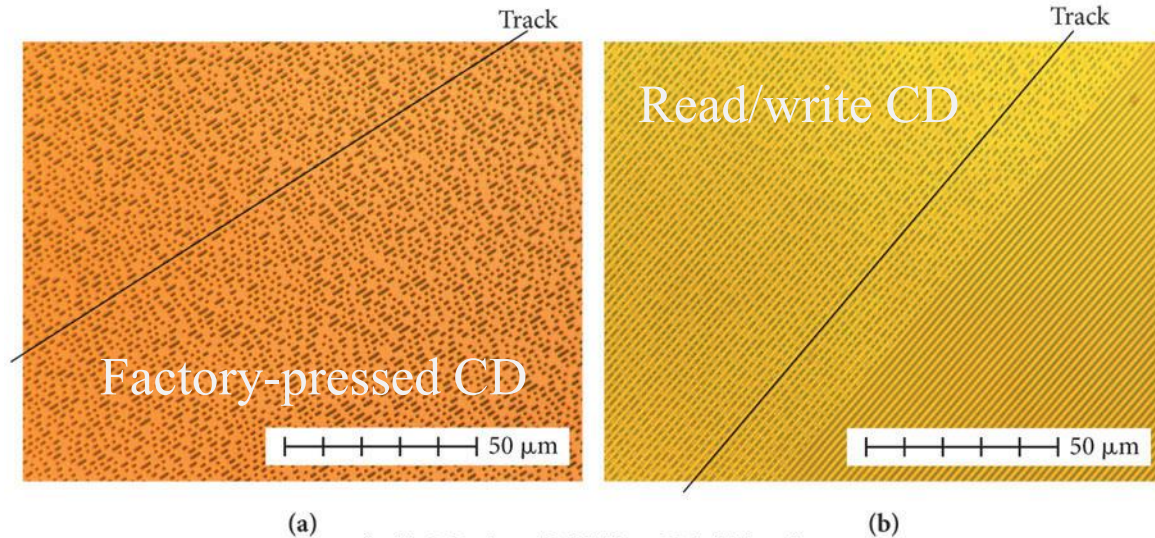 Track
Track
Read/write CD
Factory-pressed CD
50 μm
50 μm
(a)
(b)